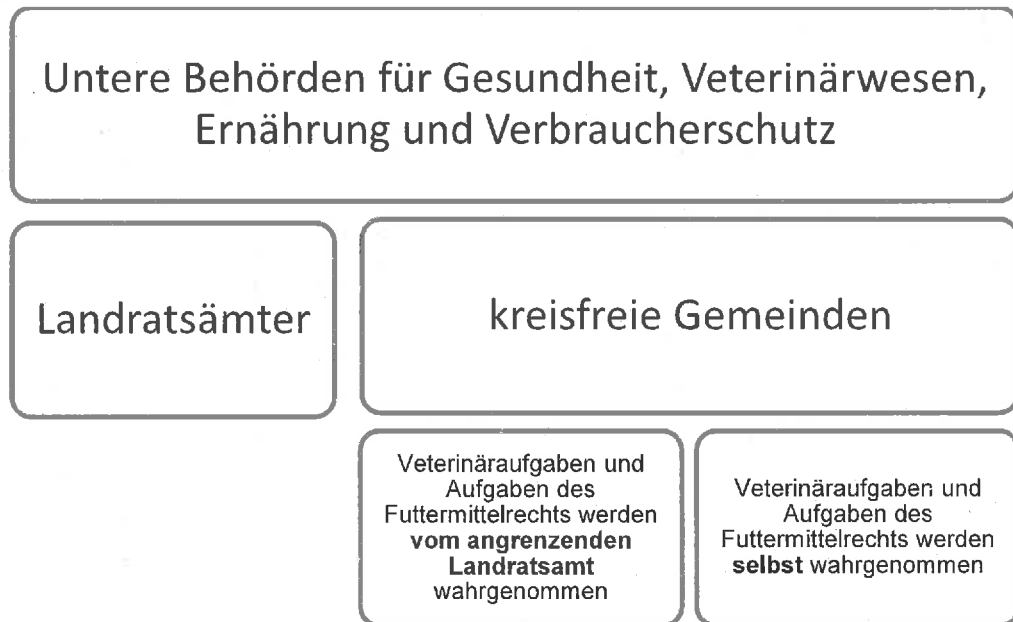 Untere Behörden für Gesundheit, Veterinärwesen,
Ernährung und Verbraucherschutz
Landratsämter
kreisfreie Gemeinden
Veterinäraufgaben und
Aufgaben des
Futtermittelrechts werden
vom angrenzenden
Landratsamt
wahrgenommen
Veterinäraufgaben und
Aufgaben des
Futtermittelrechts werden
selbst wahrgenommen